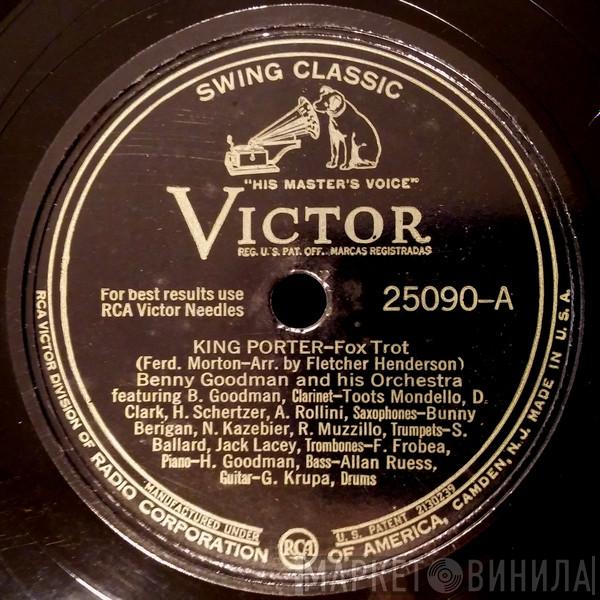 SWING CLASSIC
"HIS MASTER'S VOICE"
VICTOR
REG. U.S. PAT. OFF. MARCAS REGISTRADAS
For best results use
RCA Victor Needles
25090-A
KING PORTER-Fox Trot
(Ferd. Morton-Arr. by Fletcher Henderson)
Benny Goodman and his Orchestra
featuring B. Goodman, Clarinet-Toots Mondello, D.
Clark, H. Schertzer, A. Rollini, Saxophones-Bunny
Berigan, N. Kazebier, R. Muzzillo, Trumpets-S.
Ballard, Jack Lacey, Trombones-F. Frobea,
Piano-H. Goodman, Bass-Allan Ruess,
Guitar-G. Krupa, Drums
MANUFACTURED UNDER U.S. PATENT 2130239
RCA
RCA VICTOR DIVISION OF RADIO CORPORATION OF AMERICA, CAMDEN, N.J. MADE IN U.S.A.
МАРКЕТ ВИНИЛА